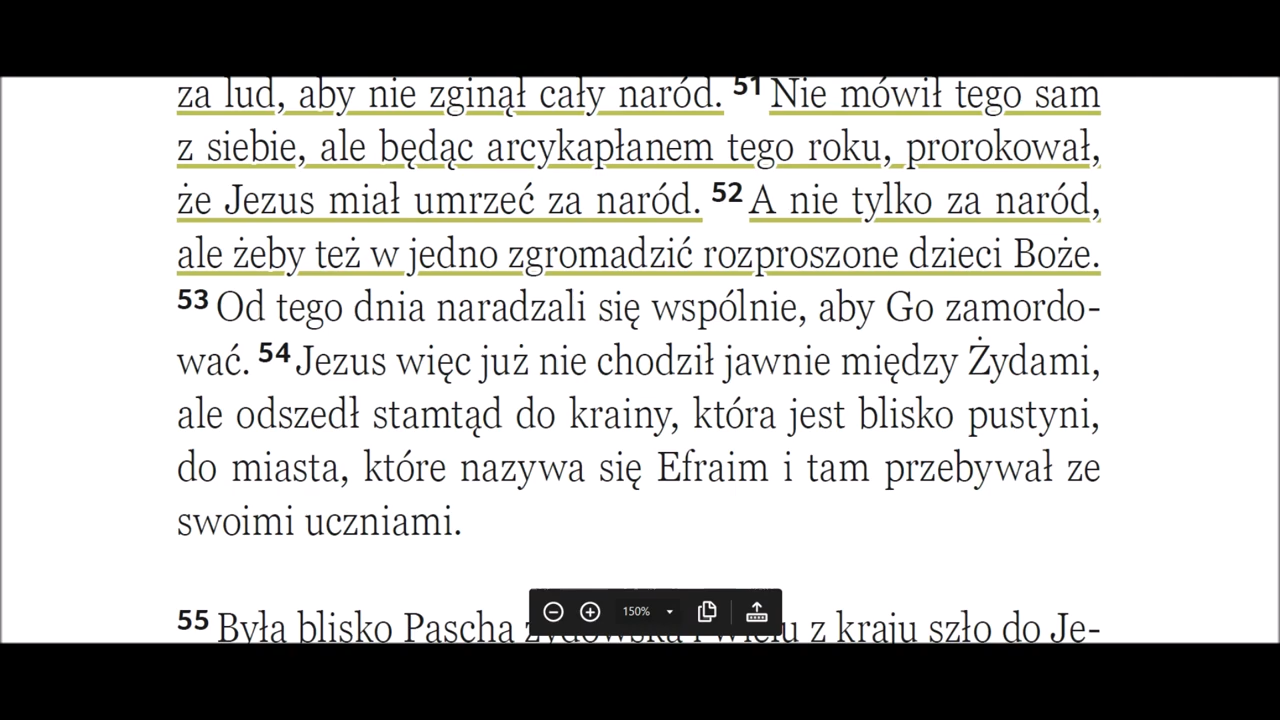 za lud, aby nie zginął cały naród. 51 Nie mówił tego sam
z siebie, ale będąc arcykapłanem tego roku, prorokował,
że Jezus miał umrzeć za naród. 52 A nie tylko za naród,
ale żeby też w jedno zgromadzić rozproszone dzieci Boże.
53 Od tego dnia naradzali się wspólnie, aby Go zamordo-
wać. 54 Jezus więc już nie chodził jawnie między Żydami,
ale odszedł stamtąd do krainy, która jest blisko pustyni,
do miasta, które nazywa się Efraim i tam przebywał ze
swoimi uczniami.
55 Była blisko Pascha żydowska i wielu z kraju szło do Je-
150%